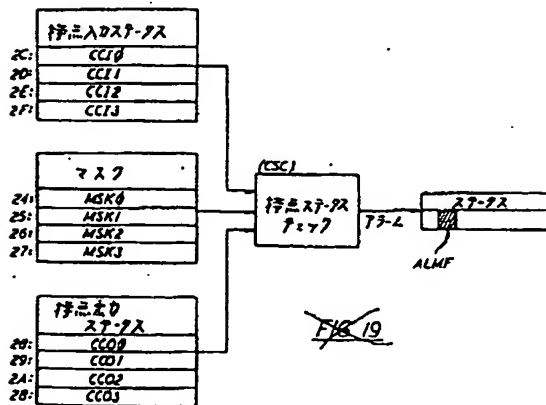 接点入力ステータス
2C: CCI0
2D: CCI1
2E: CCI2
2F: CCI3
マスク
24: MSK0
25: MSK1
26: MSK2
27: MSK3
接点出力
ステータス
28: CCO0
29: CCO1
2A: CCO2
2B: CCO3
(CSC)
接点ステータス
チェック
アラーム
ステータス
ALMF
FIG 19